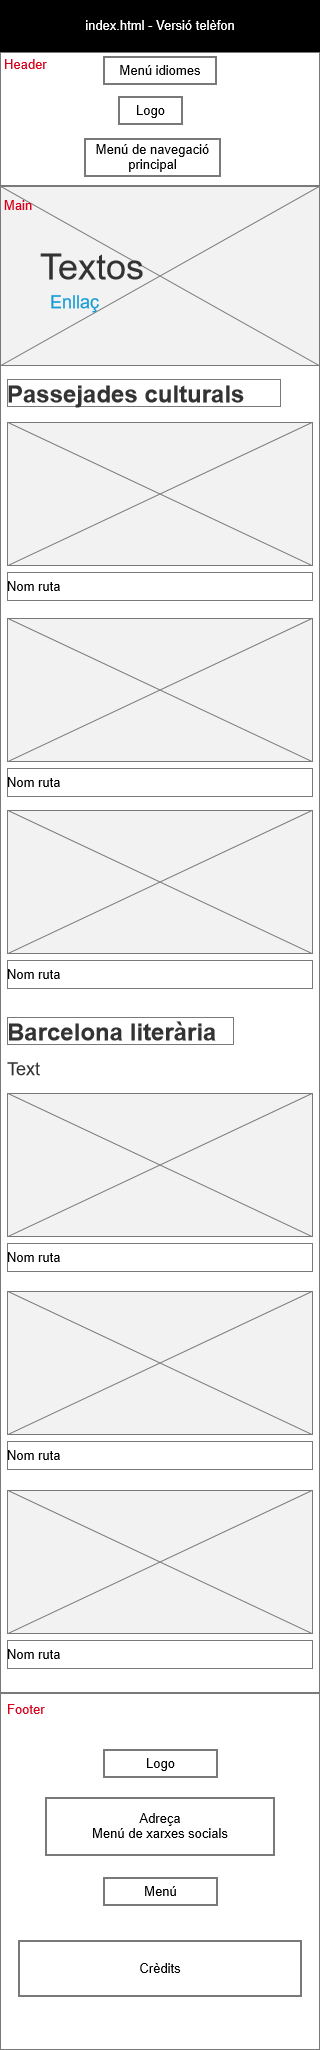 index.html - Versió telèfon
Header
Menú idiomes
Logo
Menú de navegació
principal
Main
Textos
Enllaç
Passejades culturals
Nom ruta
Nom ruta
Nom ruta
Barcelona literària
Text
Nom ruta
Nom ruta
Nom ruta
Footer
Logo
Adreça
Menú de xarxes socials
Menú
Crèdits